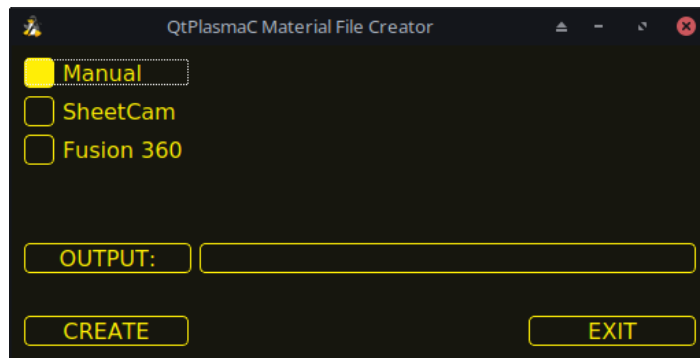 QtPlasmaC Material File Creator
Manual
SheetCam
Fusion 360
OUTPUT:
CREATE
EXIT